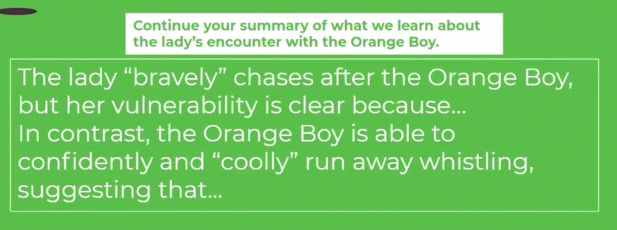 Continue your summary of what we learn about
the lady's encounter with the Orange Boy.
The lady “bravely” chases after the Orange Boy,
but her vulnerability is clear because...
In contrast, the Orange Boy is able to
confidently and “coolly” run away whistling,
suggesting that...